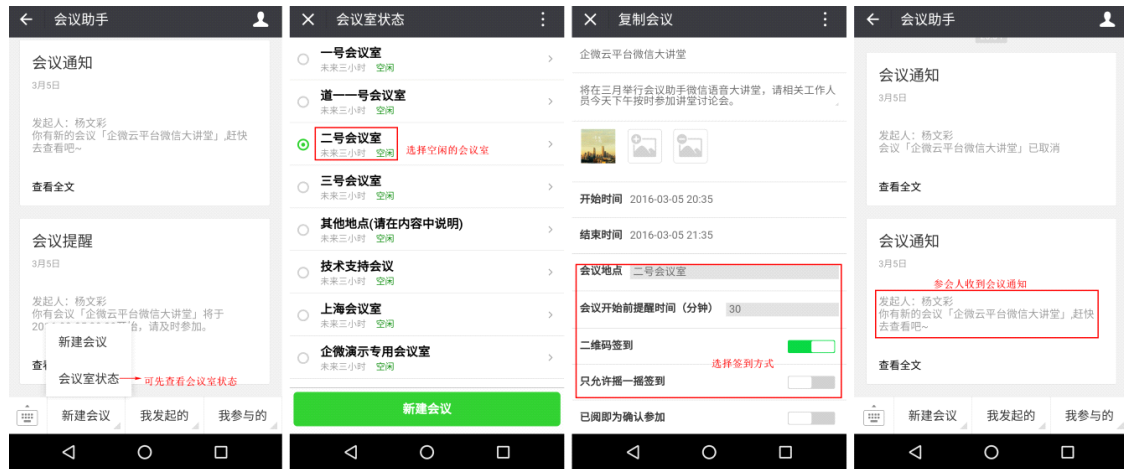 会议助手
会议通知
3月5日
发起人：杨文彩
你有新的会议「企微云平台微信大讲堂」,赶快
去查看吧~
查看全文
会议提醒
3月5日
发起人：杨文彩
你有会议「企微云平台微信大讲堂」将于
请及时参加。
新建会议
会议室状态
可先查看会议室状态
新建会议
我发起的
我参与的
会议室状态
一号会议室
未来三小时 空闲
道一一号会议室
未来三小时 空闲
二号会议室
未来三小时 空闲
选择空闲的会议室
三号会议室
未来三小时 空闲
其他地点(请在内容中说明)
未来三小时 空闲
技术支持会议
未来三小时 空闲
上海会议室
未来三小时 空闲
企微演示专用会议室
未来三小时 空闲
新建会议
复制会议
企微云平台微信大讲堂
将在三月举行会议助手微信语音大讲堂，请相关工作人
员今天下午按时参加讲堂讨论会。
开始时间 2016-03-05 20:35
结束时间 2016-03-05 21:35
会议地点 二号会议室
会议开始前提醒时间（分钟） 30
二维码签到
选择签到方式
只允许摇一摇签到
已阅即为确认参加
会议助手
会议通知
3月5日
发起人：杨文彩
会议「企微云平台微信大讲堂」已取消
查看全文
会议通知
3月5日
参会人收到会议通知
发起人：杨文彩
你有新的会议「企微云平台微信大讲堂」,赶快
去查看吧~
查看全文
新建会议
我发起的
我参与的